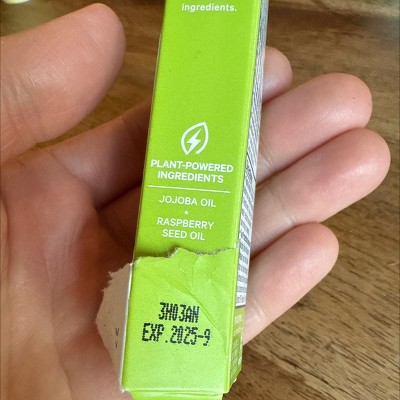 ingredients.
PLANT-POWERED
INGREDIENTS
JOJOBA OIL
•
RASPBERRY
SEED OIL
3H03AN
EXP.2025-9